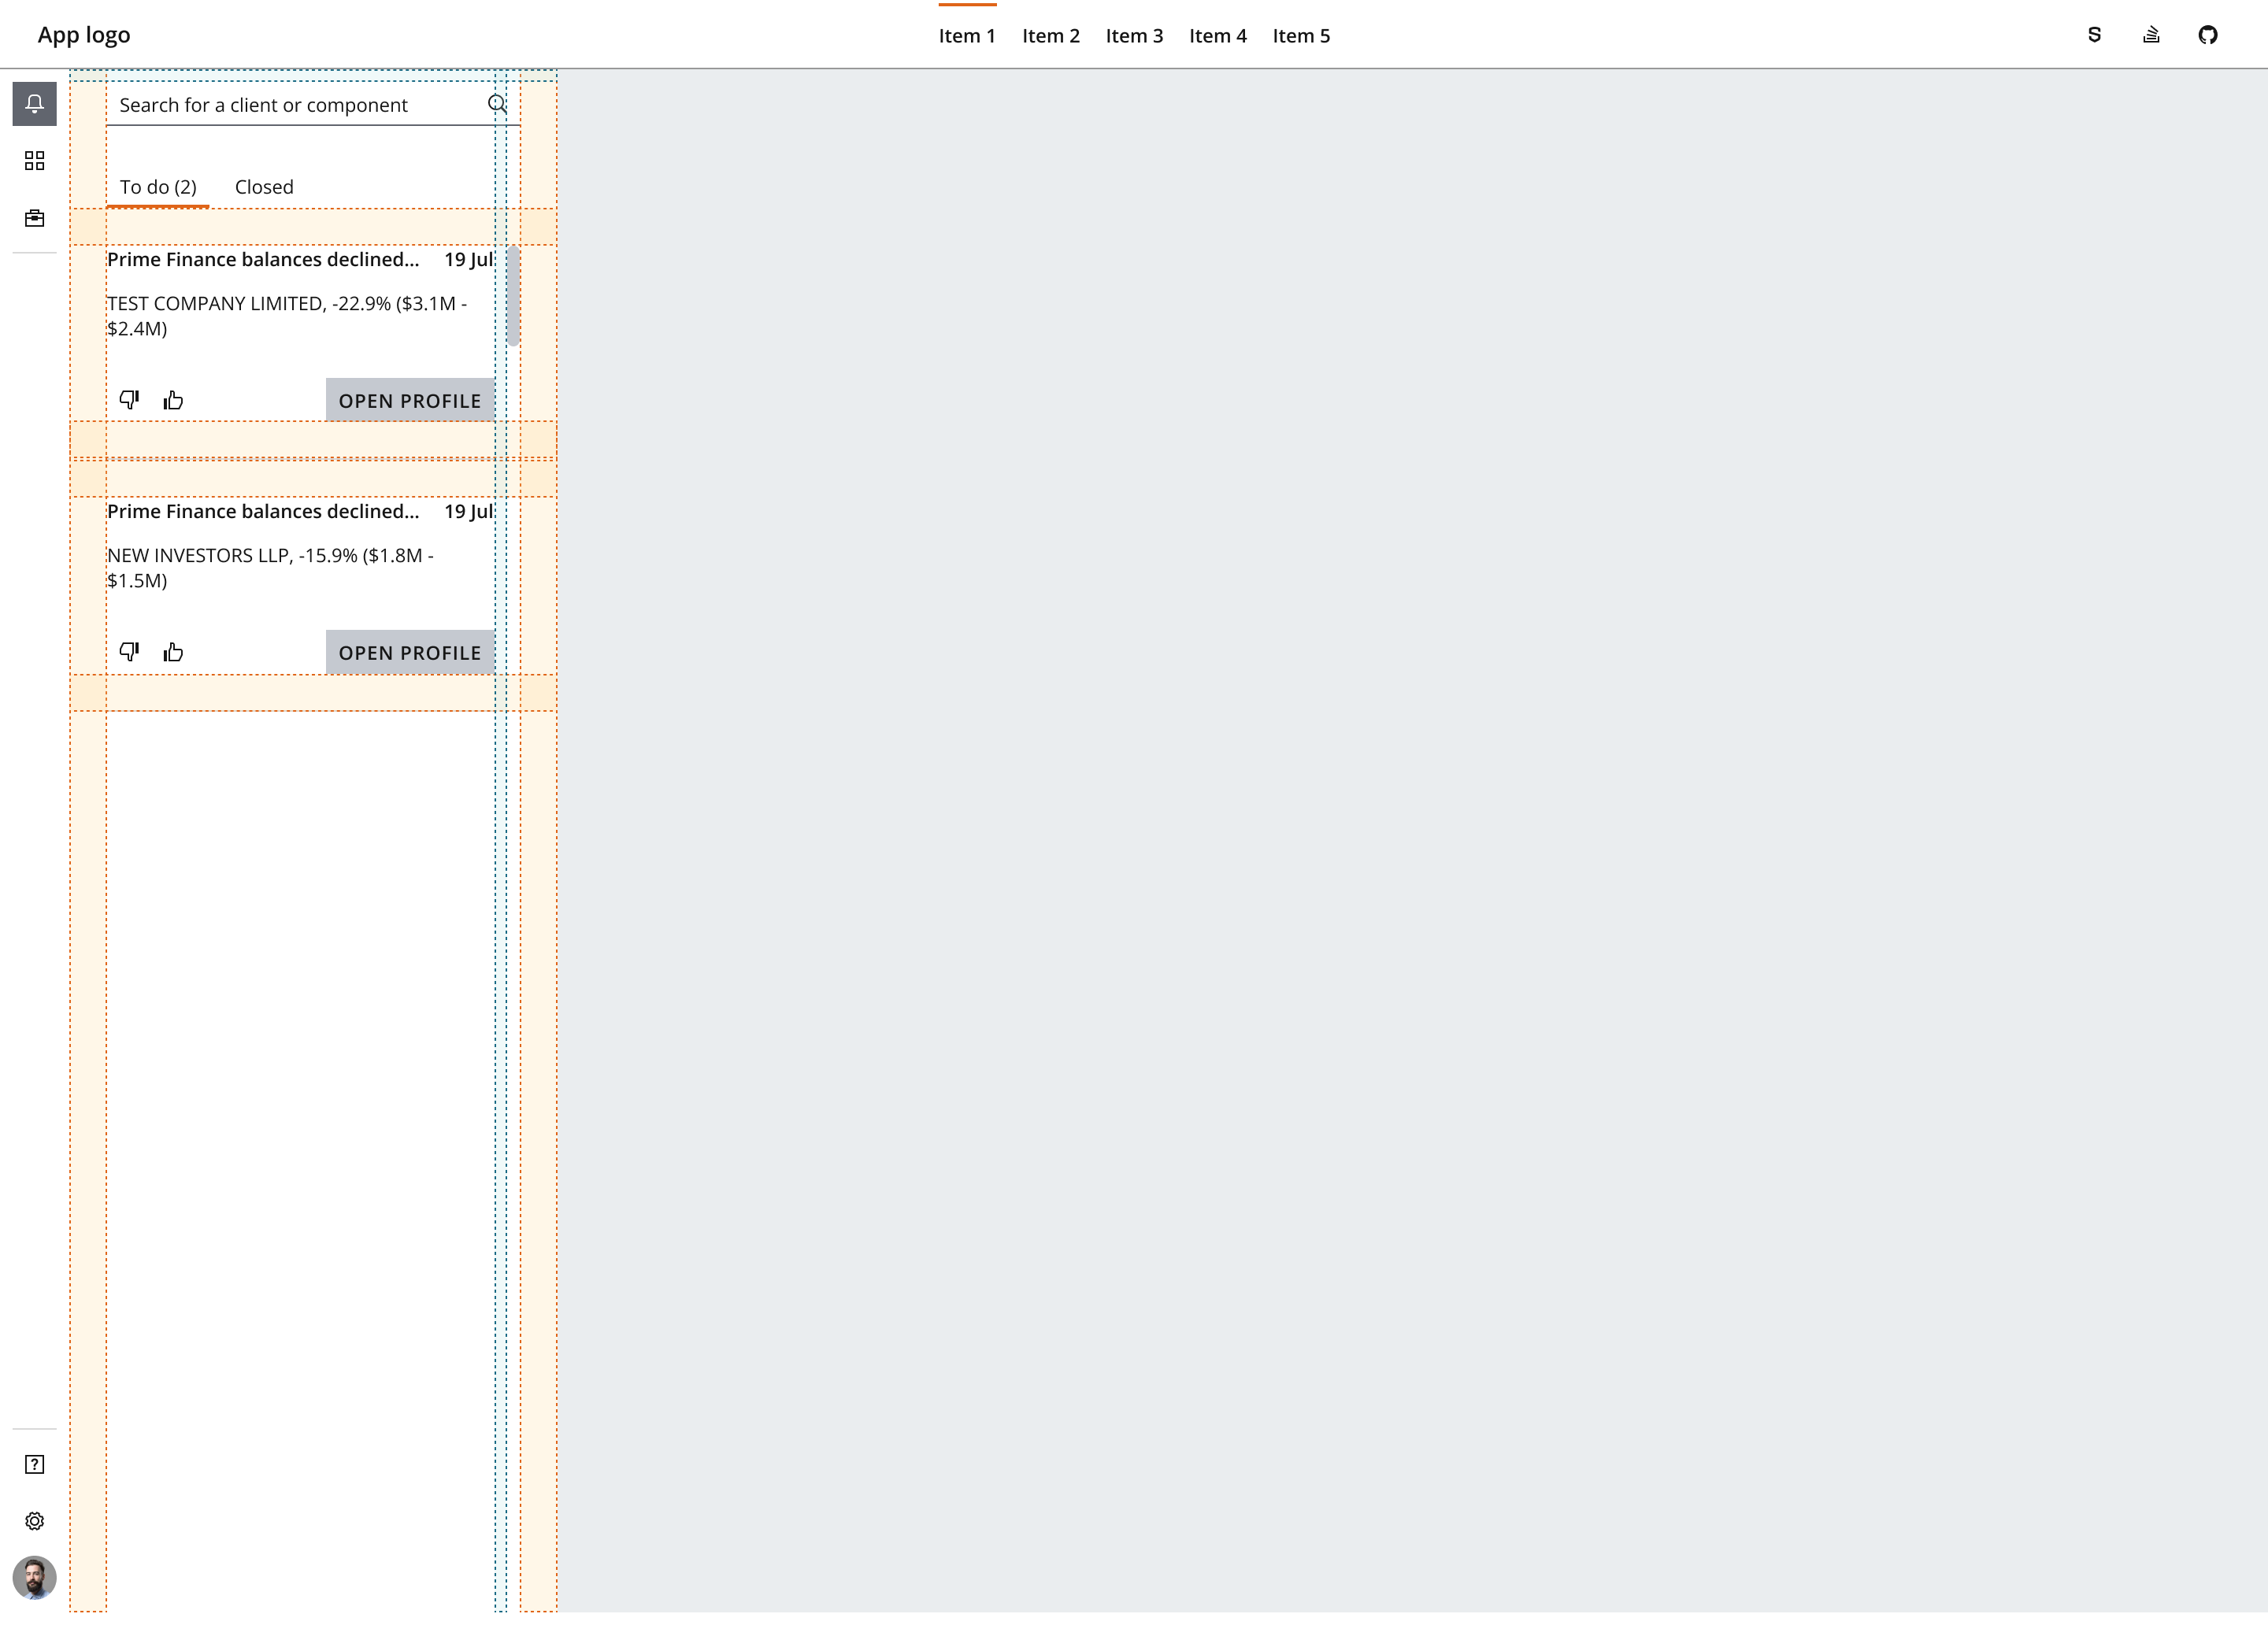 App logo
Item 1 Item 2 Item 3 Item 4 Item 5
Search for a client or component
To do (2) Closed
Prime Finance balances declined... 19 Jul
TEST COMPANY LIMITED, -22.9% ($3.1M -
$2.4M)
OPEN PROFILE
Prime Finance balances declined... 19 Jul
NEW INVESTORS LLP, -15.9% ($1.8M -
$1.5M)
OPEN PROFILE